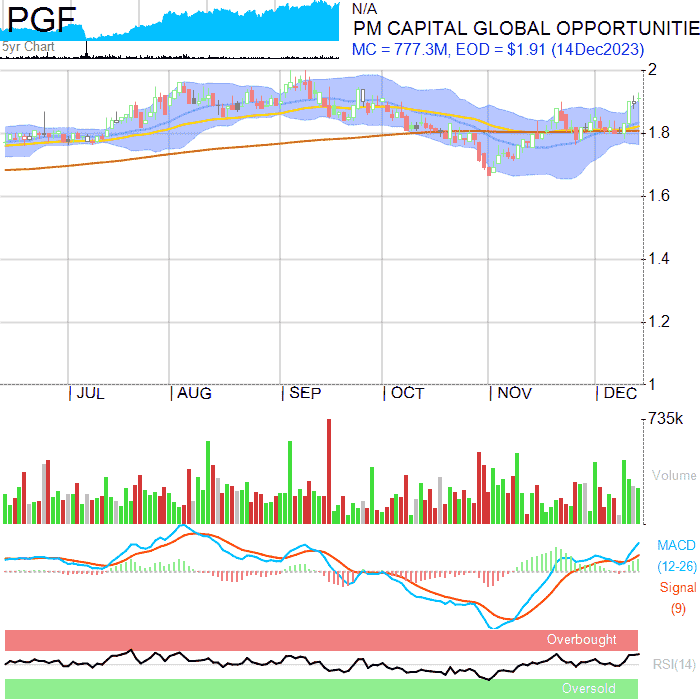 PGF
5yr Chart
N/A
PM CAPITAL GLOBAL OPPORTUNITIE
MC = 777.3M, EOD = $1.91 (14Dec2023)
2
1.8
1.6
1.4
1.2
1
JUL
AUG
SEP
OCT
NOV
DEC
735k
Volume
MACD
(12-26)
Signal
(9)
Overbought
RSI(14)
Oversold